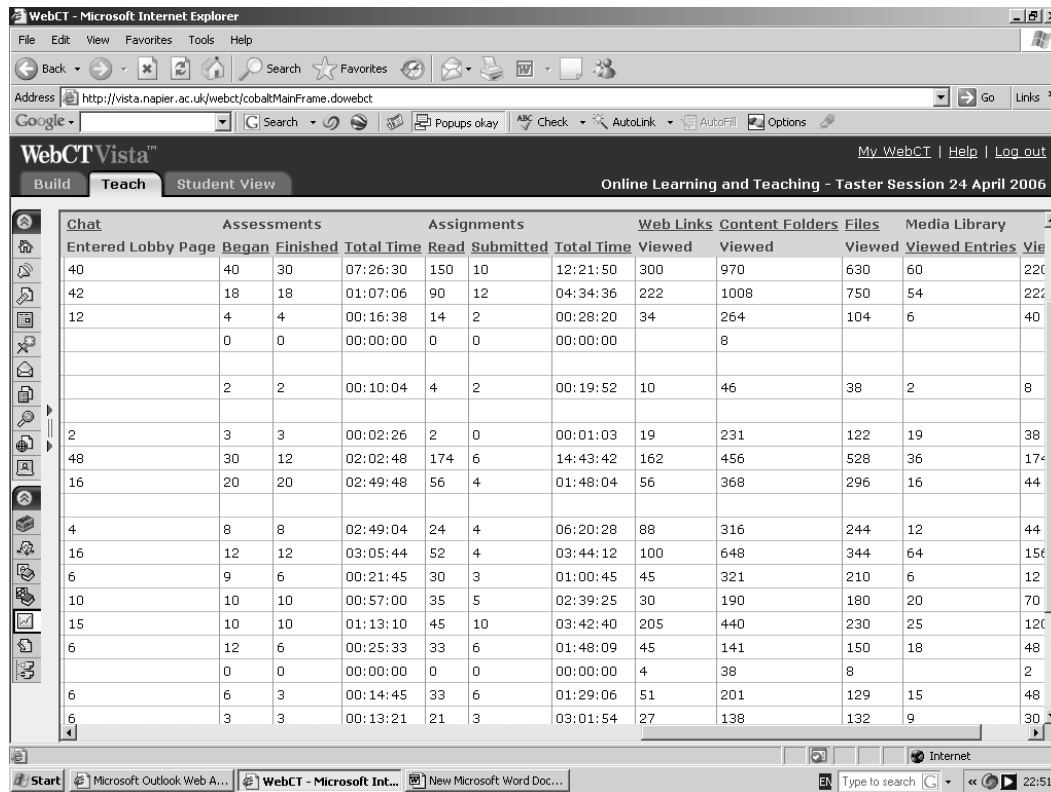 WebCT - Microsoft Internet Explorer
File Edit View Favorites Tools Help
Back Search Favorites
Address http://vista.napier.ac.uk/webct/cobaltMainFrame.dowebct Go Links
Google Search Popups okay ABC Check AutoLink AutoFill Options
WebCT Vista™ My WebCT | Help | Log out
Build Teach Student View Online Learning and Teaching - Taster Session 24 April 2006
Chat Assessments Assignments Web Links Content Folders Files Media Library
Entered Lobby Page Began Finished Total Time Read Submitted Total Time Viewed Viewed Viewed Viewed Entries Vie
40 40 30 07:26:30 150 10 12:21:50 300 970 630 60 220
42 18 18 01:07:06 90 12 04:34:36 222 1008 750 54 222
12 4 4 00:16:38 14 2 00:28:20 34 264 104 6 40
0 0 00:00:00 0 0 00:00:00 8
2 2 00:10:04 4 2 00:19:52 10 46 38 2 8
2 3 3 00:02:26 2 0 00:01:03 19 231 122 19 38
48 30 12 02:02:48 174 6 14:43:42 162 456 528 36 174
16 20 20 02:49:48 56 4 01:48:04 56 368 296 16 44
4 8 8 02:49:04 24 4 06:20:28 88 316 244 12 44
16 12 12 03:05:44 52 4 03:44:12 100 648 344 64 156
6 9 6 00:21:45 30 3 01:00:45 45 321 210 6 12
10 10 10 00:57:00 35 5 02:39:25 30 190 180 20 70
15 10 10 01:13:10 45 10 03:42:40 205 440 230 25 120
6 12 6 00:25:33 33 6 01:48:09 45 141 150 18 48
0 0 00:00:00 0 0 00:00:00 4 38 8 2
6 6 3 00:14:45 33 6 01:29:06 51 201 129 15 48
6 3 3 00:13:21 21 3 03:01:54 27 138 132 9 30
Internet
Start Microsoft Outlook Web A... WebCT - Microsoft Int... New Microsoft Word Doc... EN Type to search 22:51